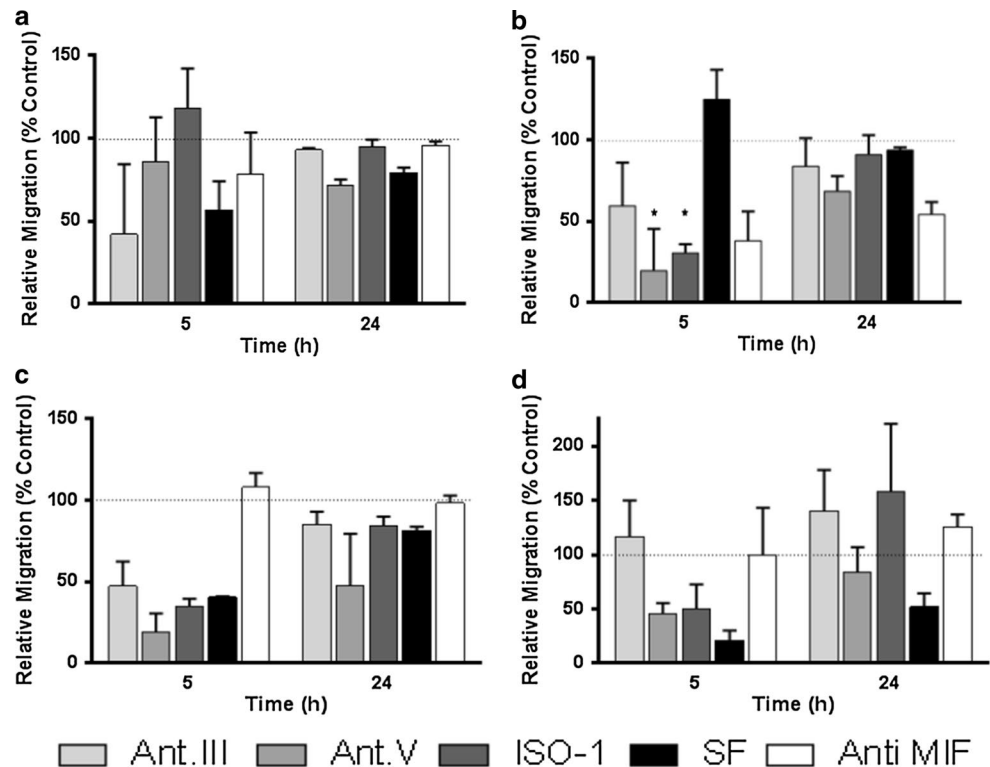 a
Relative Migration (% Control)
150
100
50
0
5
24
Time (h)
b
Relative Migration (% Control)
150
100
50
0
* *
5
24
Time (h)
c
Relative Migration (% Control)
150
100
50
0
5
24
Time (h)
d
Relative Migration (% Control)
200
150
100
50
0
5
24
Time (h)
Ant.III
Ant.V
ISO-1
SF
Anti MIF